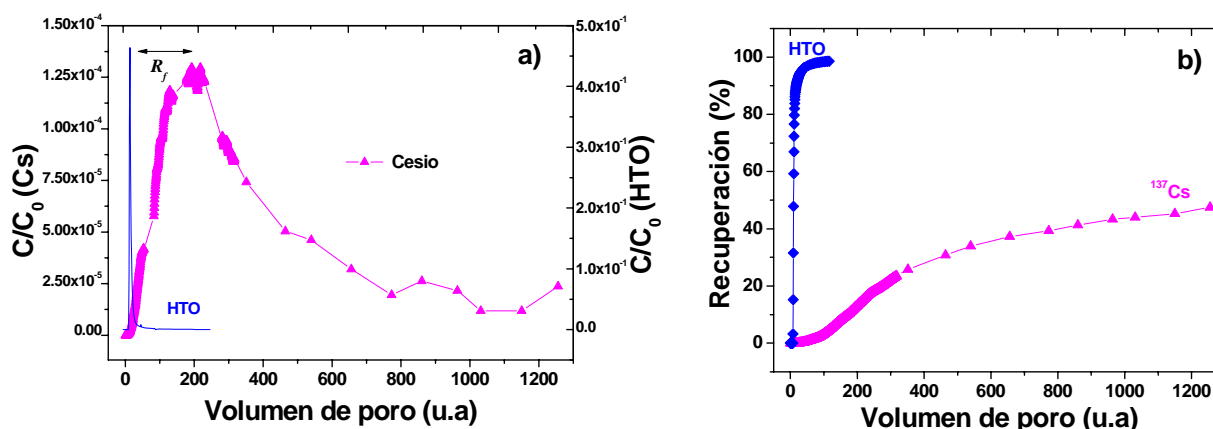 a)
1.50x10⁻⁴
1.25x10⁻⁴
1.00x10⁻⁴
7.50x10⁻⁵
5.00x10⁻⁵
2.50x10⁻⁵
0.00
C/C₀ (Cs)
R_f
Cesio
HTO
5.0x10⁻¹
4.0x10⁻¹
3.0x10⁻¹
2.0x10⁻¹
1.0x10⁻¹
0.0
C/C₀ (HTO)
0 200 400 600 800 1000 1200
Volumen de poro (u.a)
b)
HTO
¹³⁷Cs
100
80
60
40
20
0
Recuperación (%)
0 200 400 600 800 1000 1200
Volumen de poro (u.a)